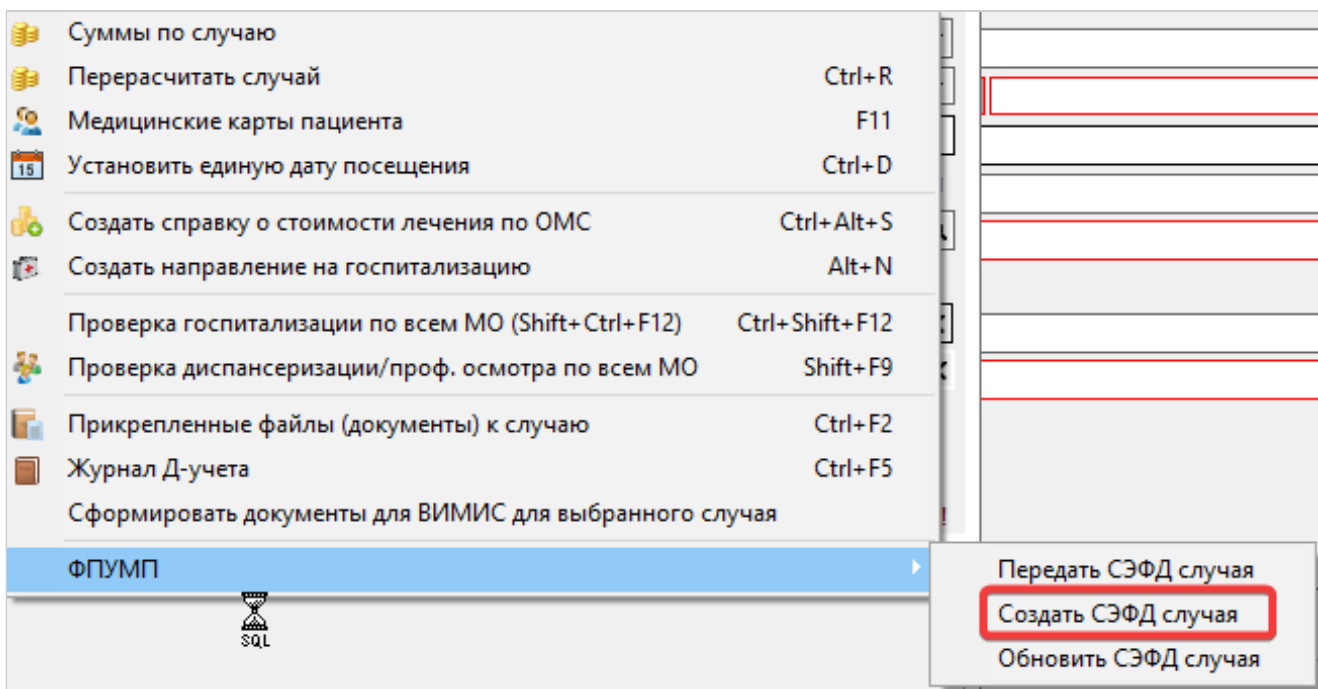 Суммы по случаю
Перерасчитать случай Ctrl+R
Медицинские карты пациента F11
15 Установить единую дату посещения Ctrl+D
Создать справку о стоимости лечения по ОМС Ctrl+Alt+S
Создать направление на госпитализацию Alt+N
Проверка госпитализации по всем МО (Shift+Ctrl+F12) Ctrl+Shift+F12
Проверка диспансеризации/проф. осмотра по всем МО Shift+F9
Прикрепленные файлы (документы) к случаю Ctrl+F2
Журнал Д-учета Ctrl+F5
Сформировать документы для ВИМИС для выбранного случая
ФПУМП
SQL
Передать СЭФД случая
Создать СЭФД случая
Обновить СЭФД случая